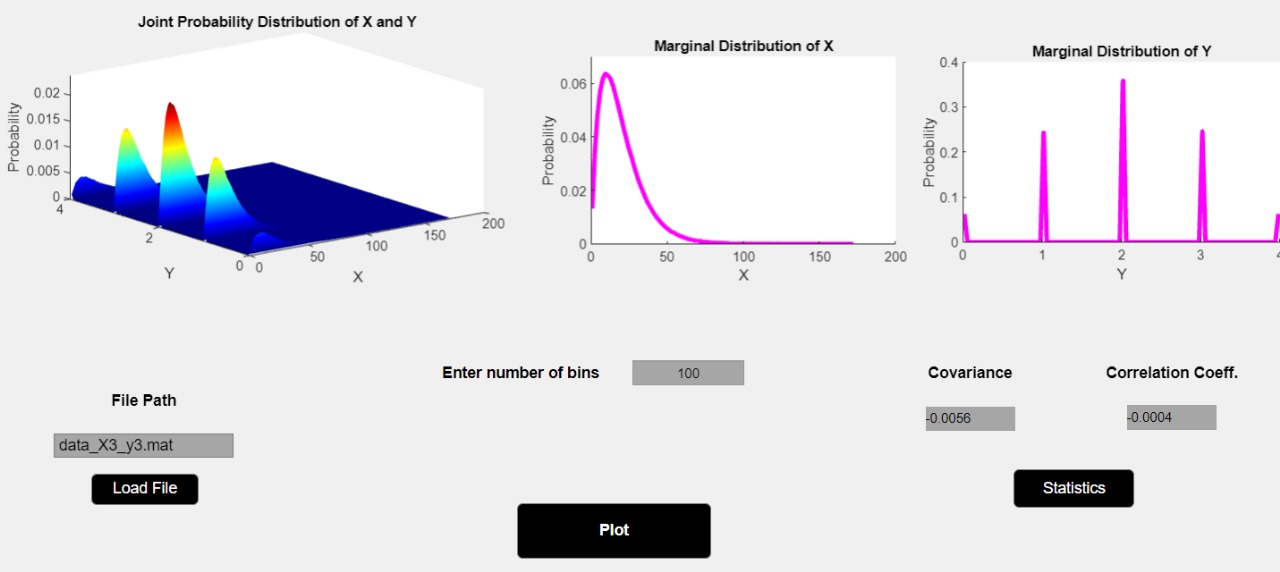 Joint Probability Distribution of X and Y
Probability
0.02
0.015
0.01
0.005
0
4
2
0
Y
0
50
100
150
200
X
Marginal Distribution of X
Probability
0.06
0.04
0.02
0
0
50
100
150
200
X
Marginal Distribution of Y
Probability
0.4
0.3
0.2
0.1
0
0
1
2
3
4
Y
Enter number of bins
100
Covariance
Correlation Coeff.
-0.0056
-0.0004
File Path
data_X3_y3.mat
Load File
Statistics
Plot